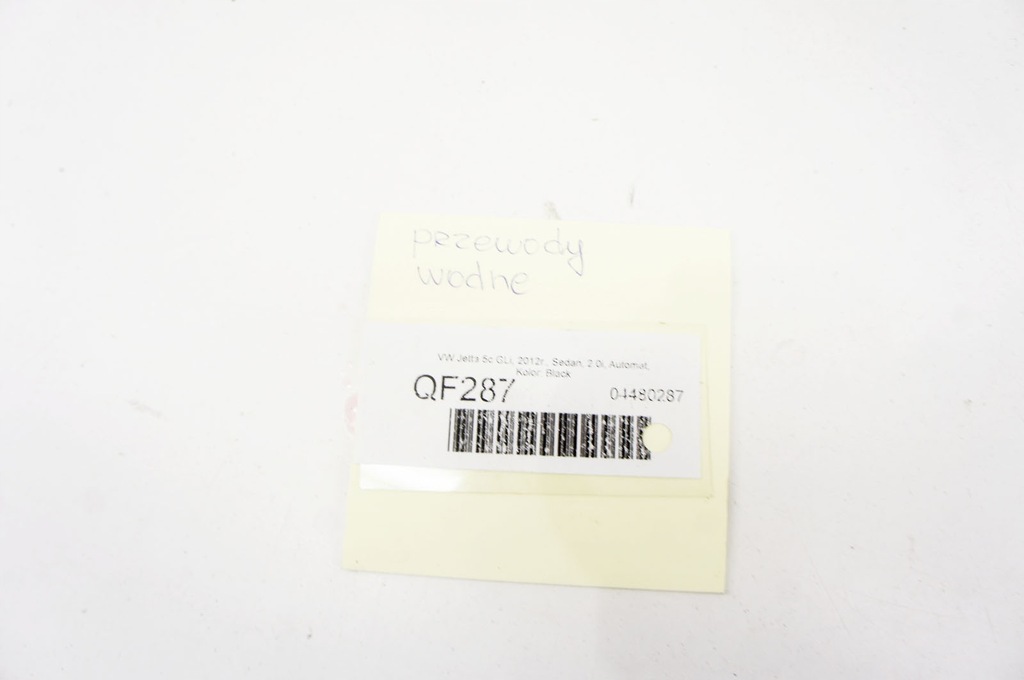 przewody
wodne
VW Jetta 5c GLi, 2012r., Sedan, 2.0i, Automat,
Kolor: Black
QF287
04480287